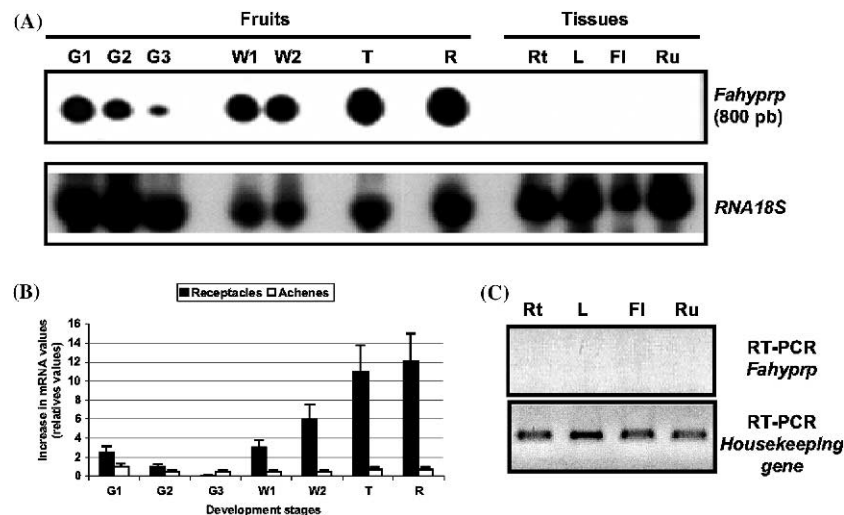 (A)
Fruits Tissues
G1 G2 G3 W1 W2 T R Rt L Fl Ru
Fahyprp
(800 pb)
RNA18S
(B)
Receptacles Achenes
Increase in mRNA values
(relatives values)
16
14
12
10
8
6
4
2
0
G1 G2 G3 W1 W2 T R
Development stages
(C)
Rt L Fl Ru
RT-PCR
Fahyprp
RT-PCR
Housekeeping
gene